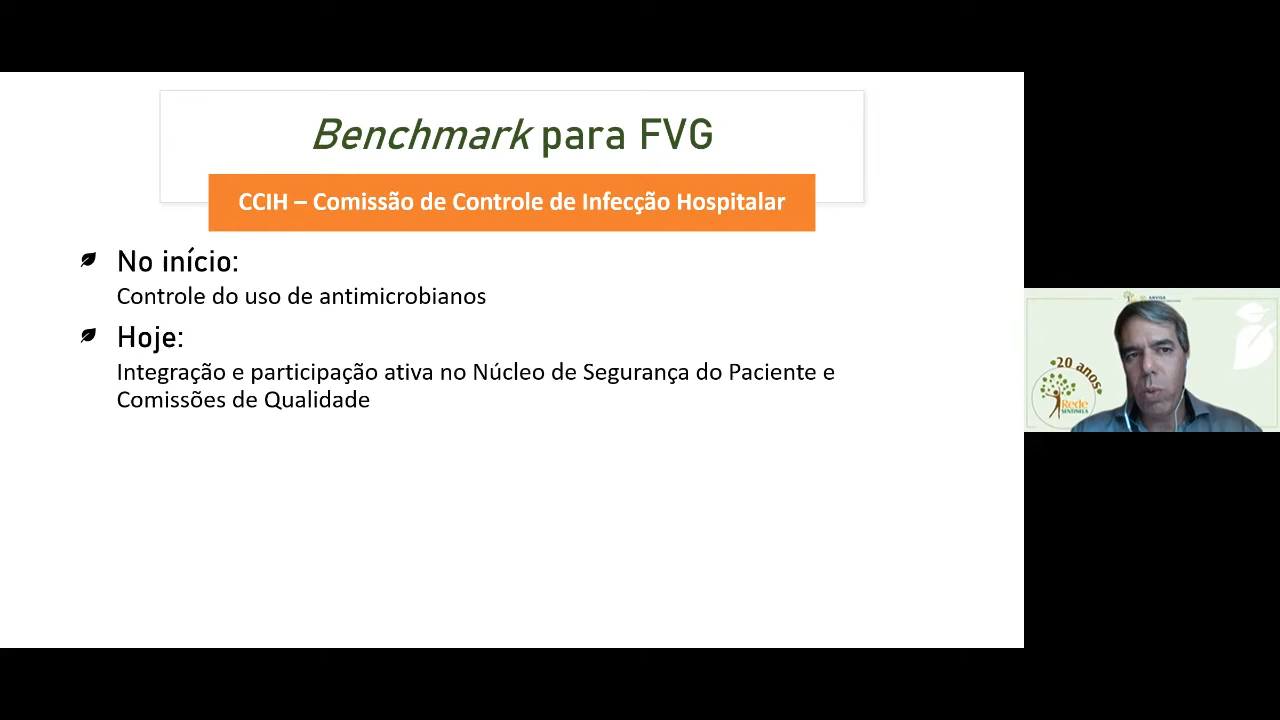 Benchmark para FVG
CCIH – Comissão de Controle de Infecção Hospitalar
No início:
Controle do uso de antimicrobianos
Hoje:
Integração e participação ativa no Núcleo de Segurança do Paciente e
Comissões de Qualidade
20 anos
Rede
SENTINELA
ANVISA